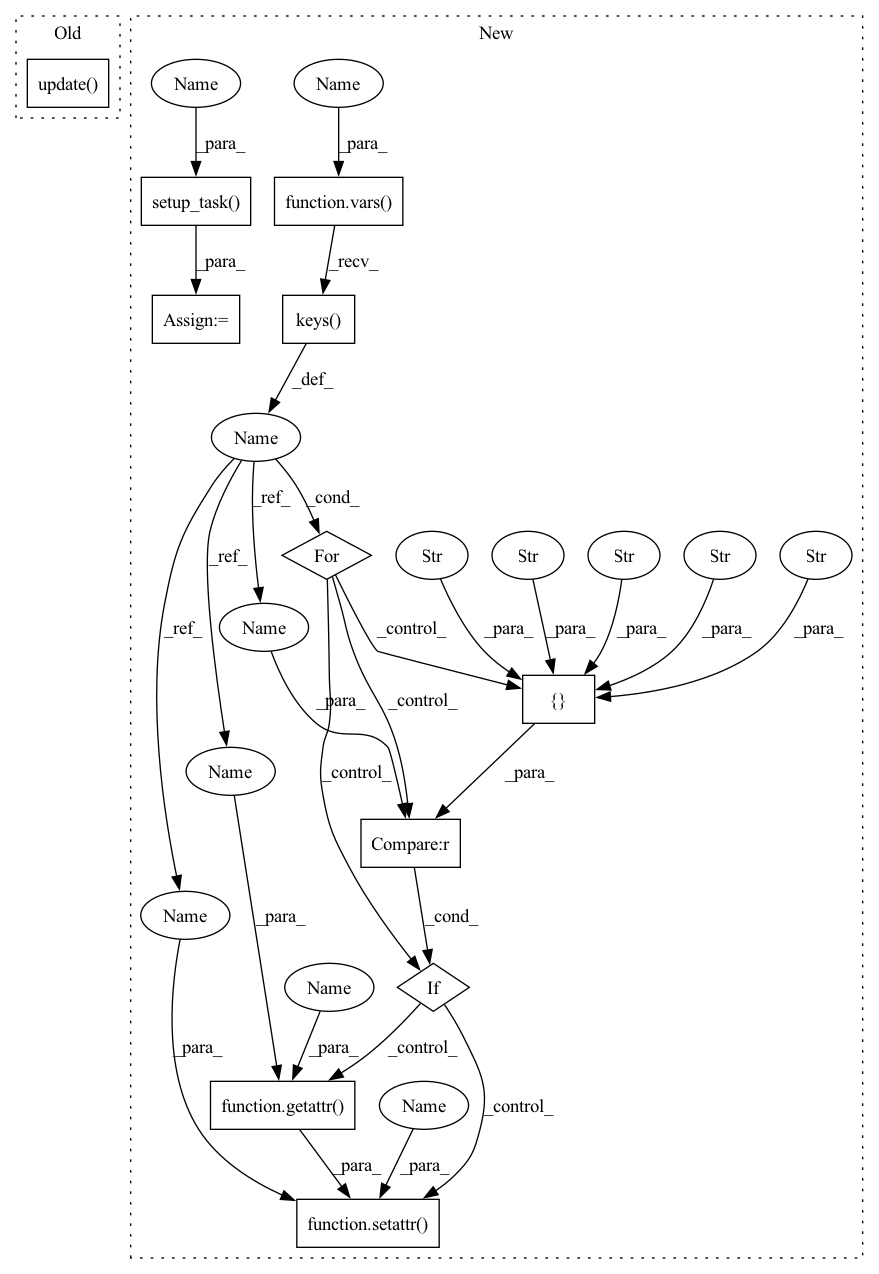 Old
New
update()
Name
Name
_para_
_para_
setup_task()
function.vars()
_para_
_recv_
Assign:=
keys()
_def_
Name
_ref_
_cond_
_ref_
_ref_
For
Str
Str
Str
Str
Str
Name
_control_
_para_
_para_
_para_
_para_
_para_
_para_
_control_
{}
Name
_control_
_para_
Compare:r
Name
_para_
_cond_
Name
If
_para_
_para_
_control_
function.getattr()
Name
_control_
_para_
_para_
function.setattr()